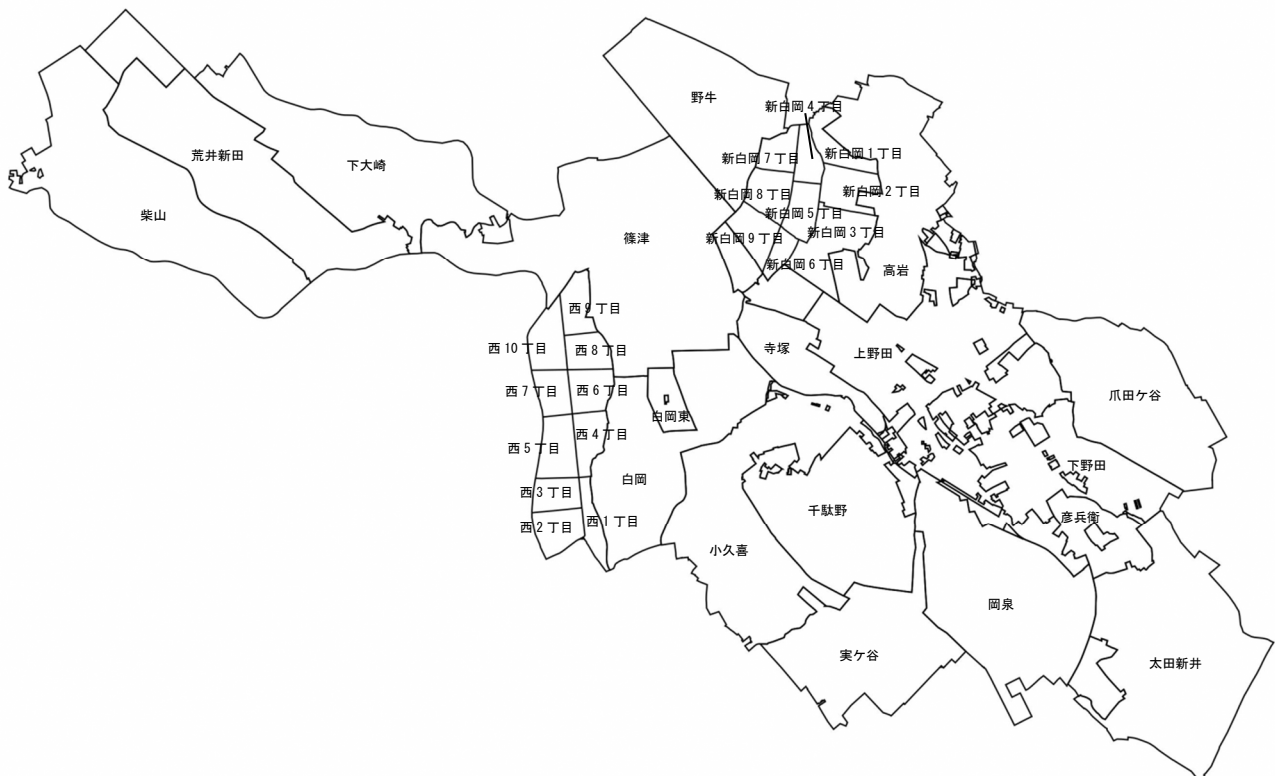 野牛
新白岡4丁目
荒井新田
下大崎
新白岡7丁目
新白岡1丁目
柴山
新白岡8丁目
新白岡2丁目
新白岡5丁目
篠津
新白岡9丁目
新白岡3丁目
新白岡6丁目
高岩
西9丁目
西10丁目
西8丁目
寺塚
上野田
西7丁目
西6丁目
爪田ケ谷
白岡東
西5丁目
西4丁目
下野田
西3丁目
白岡
千駄野
彦兵衛
西2丁目
西1丁目
小久喜
岡泉
実ケ谷
太田新井